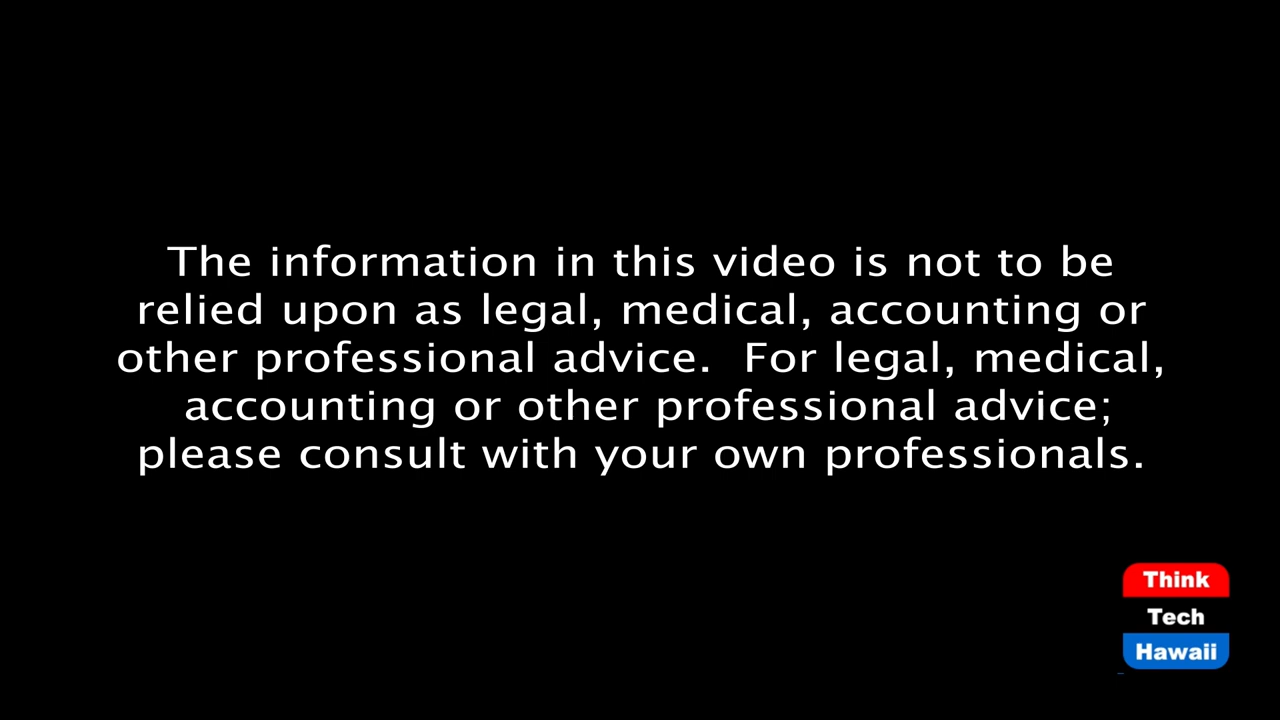 The information in this video is not to be
relied upon as legal, medical, accounting or
other professional advice.  For legal, medical,
accounting or other professional advice;
please consult with your own professionals.
Think
Tech
Hawaii